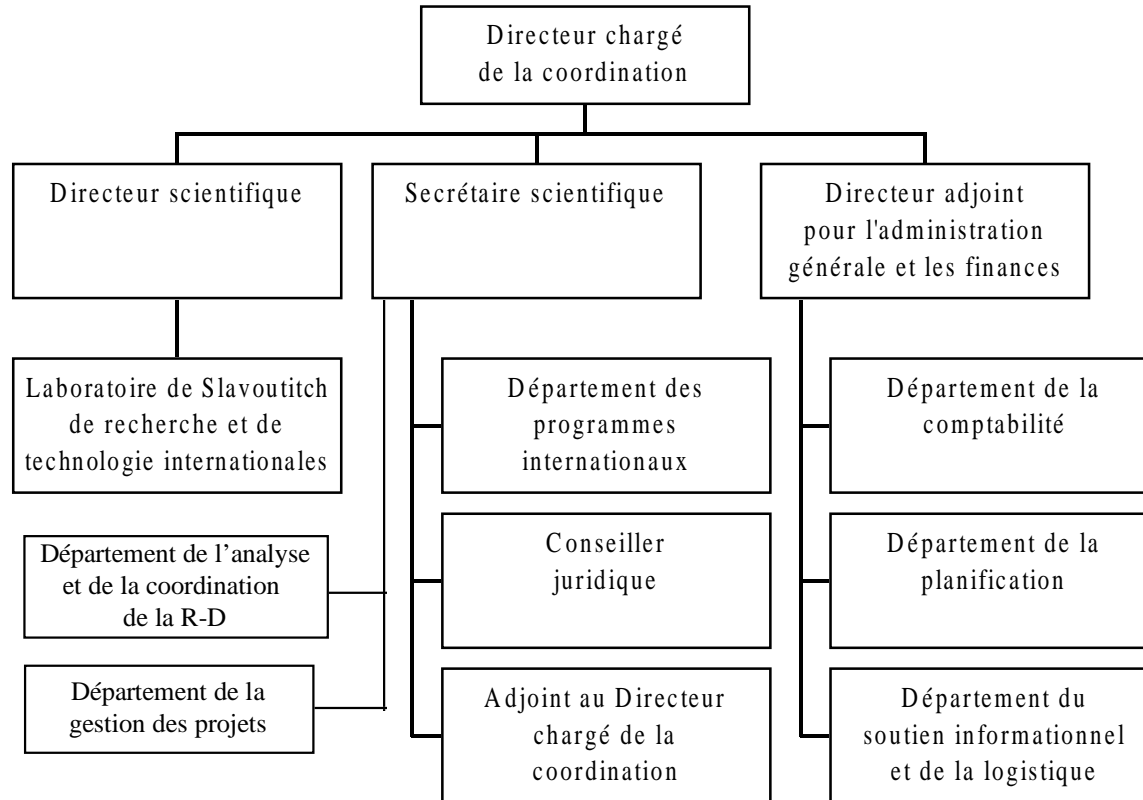 Directeur chargé
de la coordination
Directeur scientifique
Secrétaire scientifique
Directeur adjoint
pour l'administration
générale et les finances
Laboratoire de Slavoutitch
de recherche et de
technologie internationales
Département des
programmes
internationaux
Département de la
comptabilité
Département de l’analyse
et de la coordination
de la R-D
Conseiller
juridique
Département de la
planification
Département de la
gestion des projets
Adjoint au Directeur
chargé de la
coordination
Département du
soutien informationnel
et de la logistique